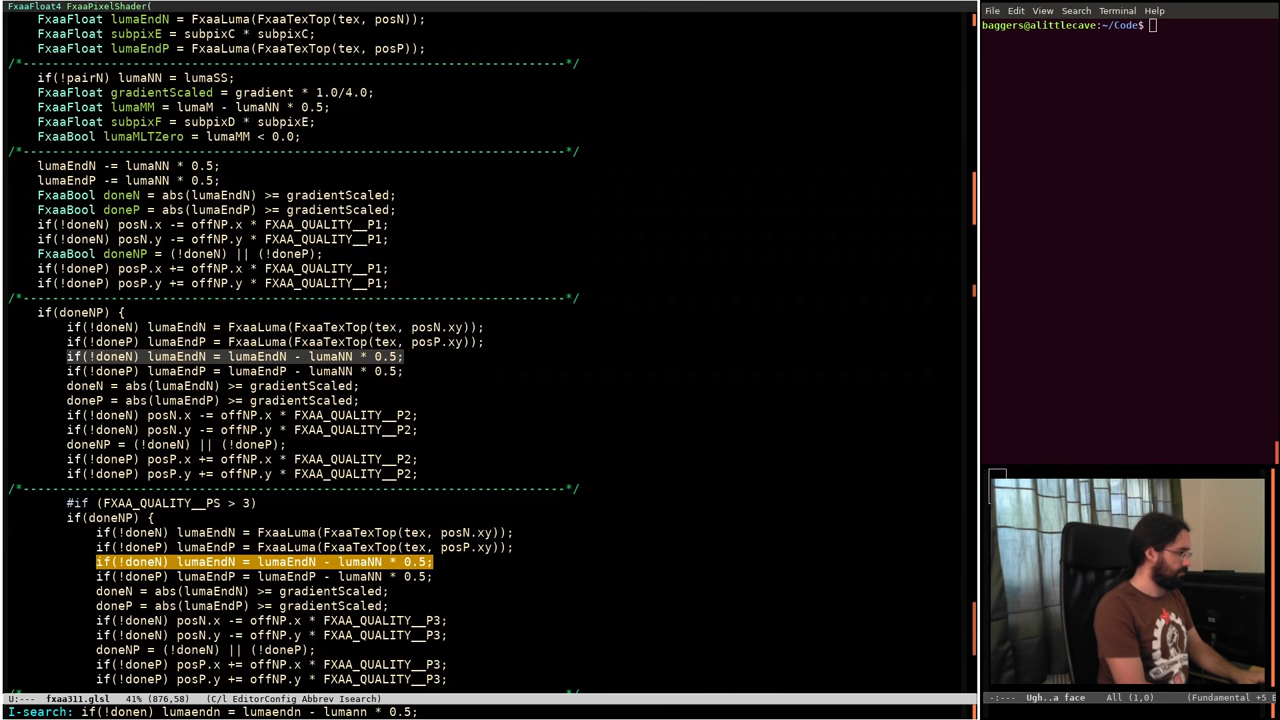 FxaaFloat4 FxaaPixelShader(
    FxaaFloat lumaEndN = FxaaLuma(FxaaTexTop(tex, posN));
    FxaaFloat subpixE = subpixC * subpixC;
    FxaaFloat lumaEndP = FxaaLuma(FxaaTexTop(tex, posP));
/*--------------------------------------------------------------------------*/
    if(!pairN) lumaNN = lumaSS;
    FxaaFloat gradientScaled = gradient * 1.0/4.0;
    FxaaFloat lumaMM = lumaM - lumaNN * 0.5;
    FxaaFloat subpixF = subpixD * subpixE;
    FxaaBool lumaMLTZero = lumaMM < 0.0;
/*--------------------------------------------------------------------------*/
    lumaEndN -= lumaNN * 0.5;
    lumaEndP -= lumaNN * 0.5;
    FxaaBool doneN = abs(lumaEndN) >= gradientScaled;
    FxaaBool doneP = abs(lumaEndP) >= gradientScaled;
    if(!doneN) posN.x -= offNP.x * FXAA_QUALITY__P1;
    if(!doneN) posN.y -= offNP.y * FXAA_QUALITY__P1;
    FxaaBool doneNP = (!doneN) || (!doneP);
    if(!doneP) posP.x += offNP.x * FXAA_QUALITY__P1;
    if(!doneP) posP.y += offNP.y * FXAA_QUALITY__P1;
/*--------------------------------------------------------------------------*/
    if(doneNP) {
        if(!doneN) lumaEndN = FxaaLuma(FxaaTexTop(tex, posN.xy));
        if(!doneP) lumaEndP = FxaaLuma(FxaaTexTop(tex, posP.xy));
        if(!doneN) lumaEndN = lumaEndN - lumaNN * 0.5;
        if(!doneP) lumaEndP = lumaEndP - lumaNN * 0.5;
        doneN = abs(lumaEndN) >= gradientScaled;
        doneP = abs(lumaEndP) >= gradientScaled;
        if(!doneN) posN.x -= offNP.x * FXAA_QUALITY__P2;
        if(!doneN) posN.y -= offNP.y * FXAA_QUALITY__P2;
        doneNP = (!doneN) || (!doneP);
        if(!doneP) posP.x += offNP.x * FXAA_QUALITY__P2;
        if(!doneP) posP.y += offNP.y * FXAA_QUALITY__P2;
/*--------------------------------------------------------------------------*/
        #if (FXAA_QUALITY__PS > 3)
        if(doneNP) {
            if(!doneN) lumaEndN = FxaaLuma(FxaaTexTop(tex, posN.xy));
            if(!doneP) lumaEndP = FxaaLuma(FxaaTexTop(tex, posP.xy));
            if(!doneN) lumaEndN = lumaEndN - lumaNN * 0.5;
            if(!doneP) lumaEndP = lumaEndP - lumaNN * 0.5;
            doneN = abs(lumaEndN) >= gradientScaled;
            doneP = abs(lumaEndP) >= gradientScaled;
            if(!doneN) posN.x -= offNP.x * FXAA_QUALITY__P3;
            if(!doneN) posN.y -= offNP.y * FXAA_QUALITY__P3;
            doneNP = (!doneN) || (!doneP);
            if(!doneP) posP.x += offNP.x * FXAA_QUALITY__P3;
            if(!doneP) posP.y += offNP.y * FXAA_QUALITY__P3;
U:--- fxaa311.glsl 41% (876,58) (C/l EditorConfig Abbrev Isearch)
I-search: if(!donen) lumaendn = lumaendn - lumann * 0.5;
File Edit View Search Terminal Help
baggers@alittlecave:~/Code$
-:--- Ugh..a face All (1,0) (Fundamental +5 E